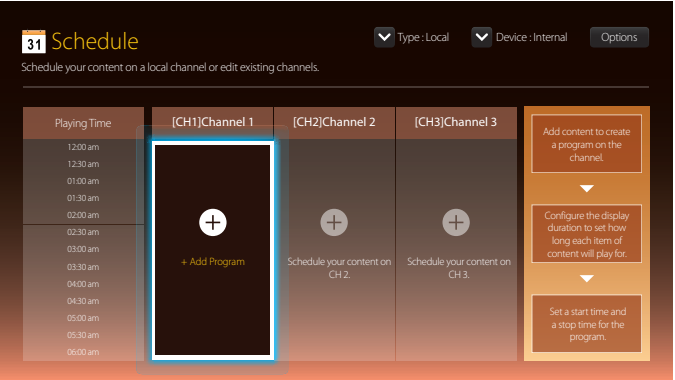 31 Schedule
Type : Local
Device : Internal
Options
Schedule your content on a local channel or edit existing channels.
Playing Time
[CH1]Channel 1
[CH2]Channel 2
[CH3]Channel 3
12:00 am
12:30 am
01:00 am
01:30 am
02:00 am
02:30 am
03:00 am
03:30 am
04:00 am
04:30 am
05:00 am
05:30 am
06:00 am
+ Add Program
Schedule your content on
CH 2.
Schedule your content on
CH 3.
Add content to create
a program on the
channel.
Configure the display
duration to set how
long each item of
content will play for.
Set a start time and
a stop time for the
program.